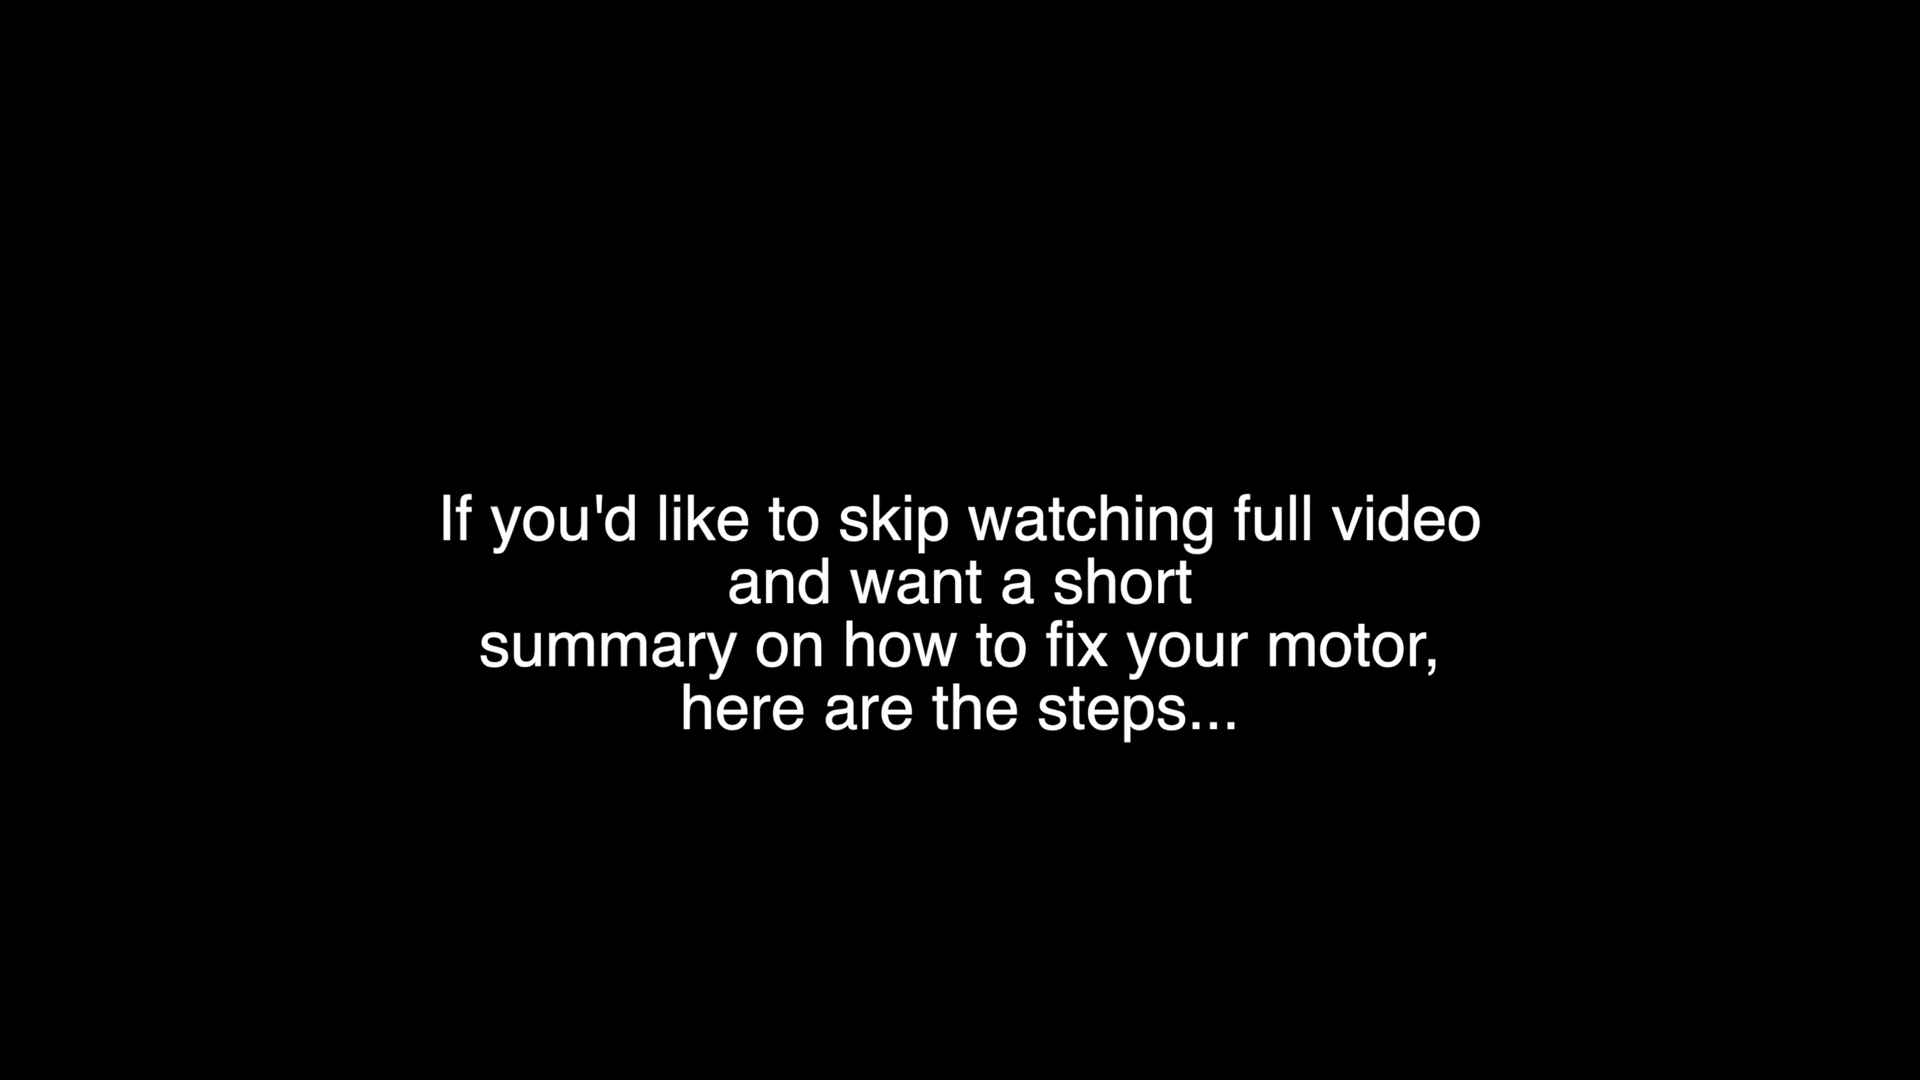 If you'd like to skip watching full video
and want a short
summary on how to fix your motor,
here are the steps...